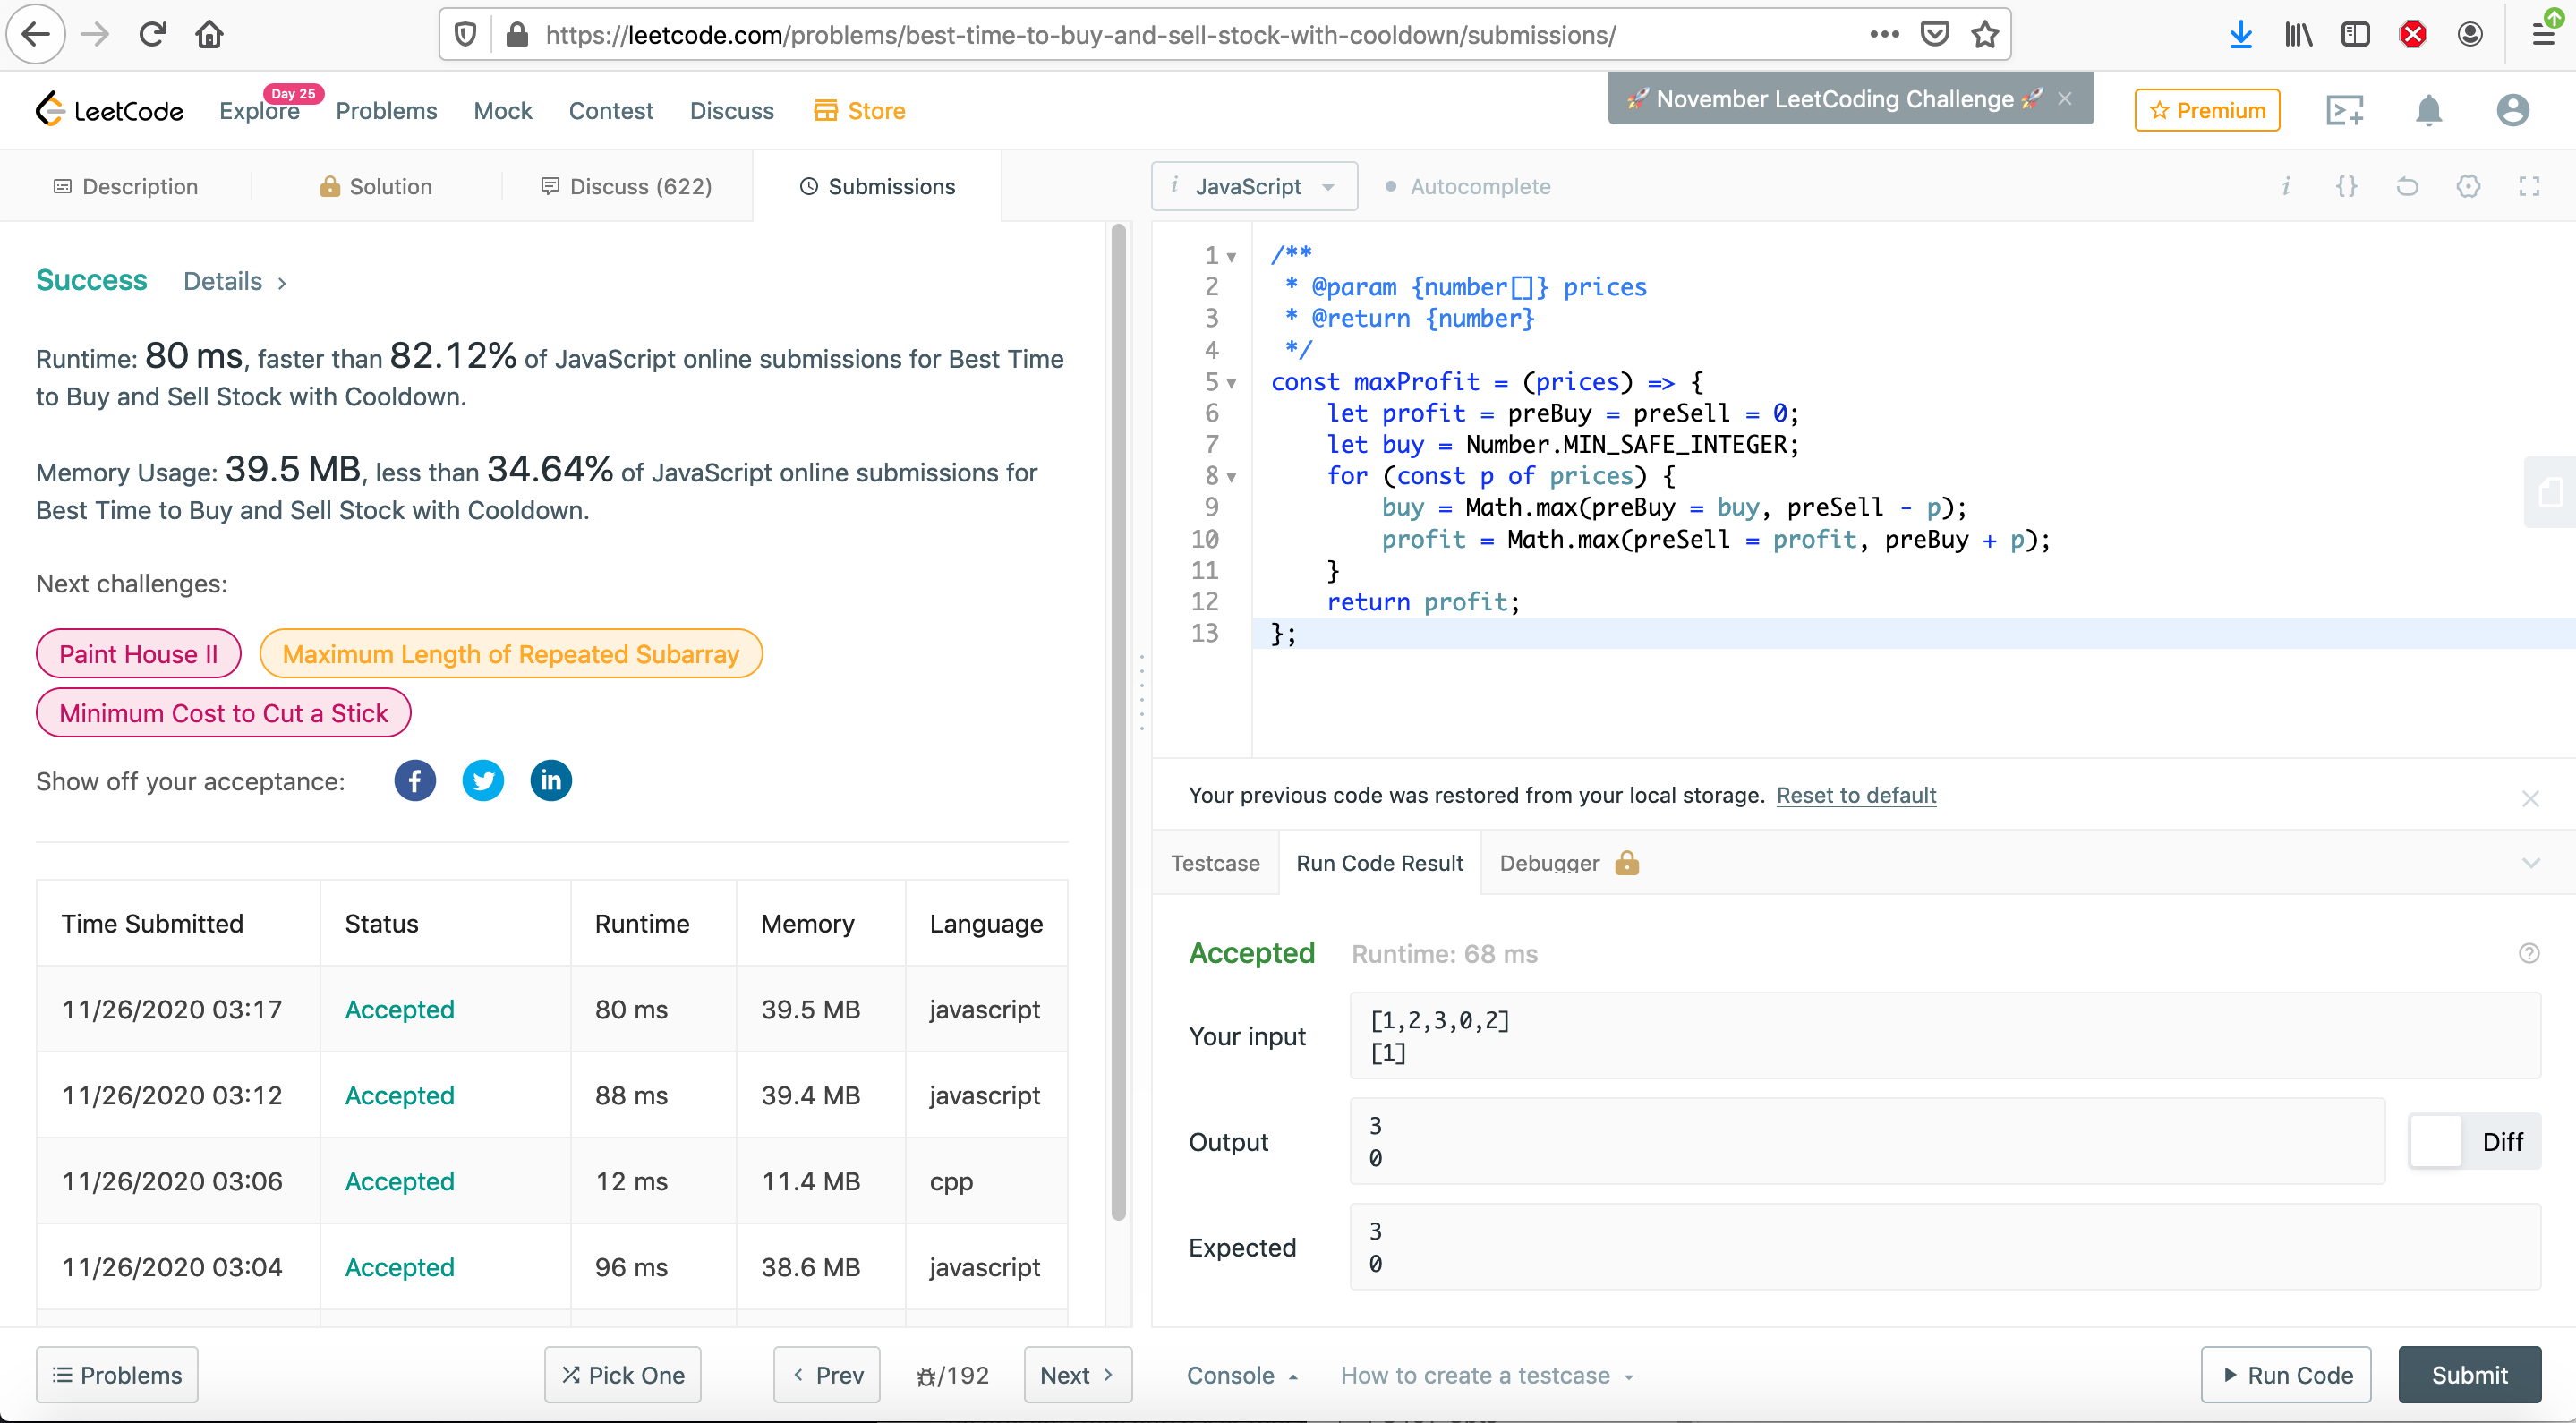 https://leetcode.com/problems/best-time-to-buy-and-sell-stock-with-cooldown/submissions/
LeetCode
Explore
Day 25
Problems
Mock
Contest
Discuss
Store
🚀 November LeetCoding Challenge 🚀
Premium
Description
Solution
Discuss (622)
Submissions
Success
Details
Runtime: 80 ms, faster than 82.12% of JavaScript online submissions for Best Time
to Buy and Sell Stock with Cooldown.
Memory Usage: 39.5 MB, less than 34.64% of JavaScript online submissions for
Best Time to Buy and Sell Stock with Cooldown.
Next challenges:
Paint House II
Maximum Length of Repeated Subarray
Minimum Cost to Cut a Stick
Show off your acceptance:
Time Submitted Status Runtime Memory Language
11/26/2020 03:17 Accepted 80 ms 39.5 MB javascript
11/26/2020 03:12 Accepted 88 ms 39.4 MB javascript
11/26/2020 03:06 Accepted 12 ms 11.4 MB cpp
11/26/2020 03:04 Accepted 96 ms 38.6 MB javascript
Problems
Pick One
Prev
/192
Next
i JavaScript
Autocomplete
1 /**
2 * @param {number[]} prices
3 * @return {number}
4 */
5 const maxProfit = (prices) => {
6 let profit = preBuy = preSell = 0;
7 let buy = Number.MIN_SAFE_INTEGER;
8 for (const p of prices) {
9 buy = Math.max(preBuy = buy, preSell - p);
10 profit = Math.max(preSell = profit, preBuy + p);
11 }
12 return profit;
13 };
Your previous code was restored from your local storage. Reset to default
Testcase
Run Code Result
Debugger
Accepted
Runtime: 68 ms
Your input
[1,2,3,0,2]
[1]
Output
3
0
Diff
Expected
3
0
Console
How to create a testcase
Run Code
Submit